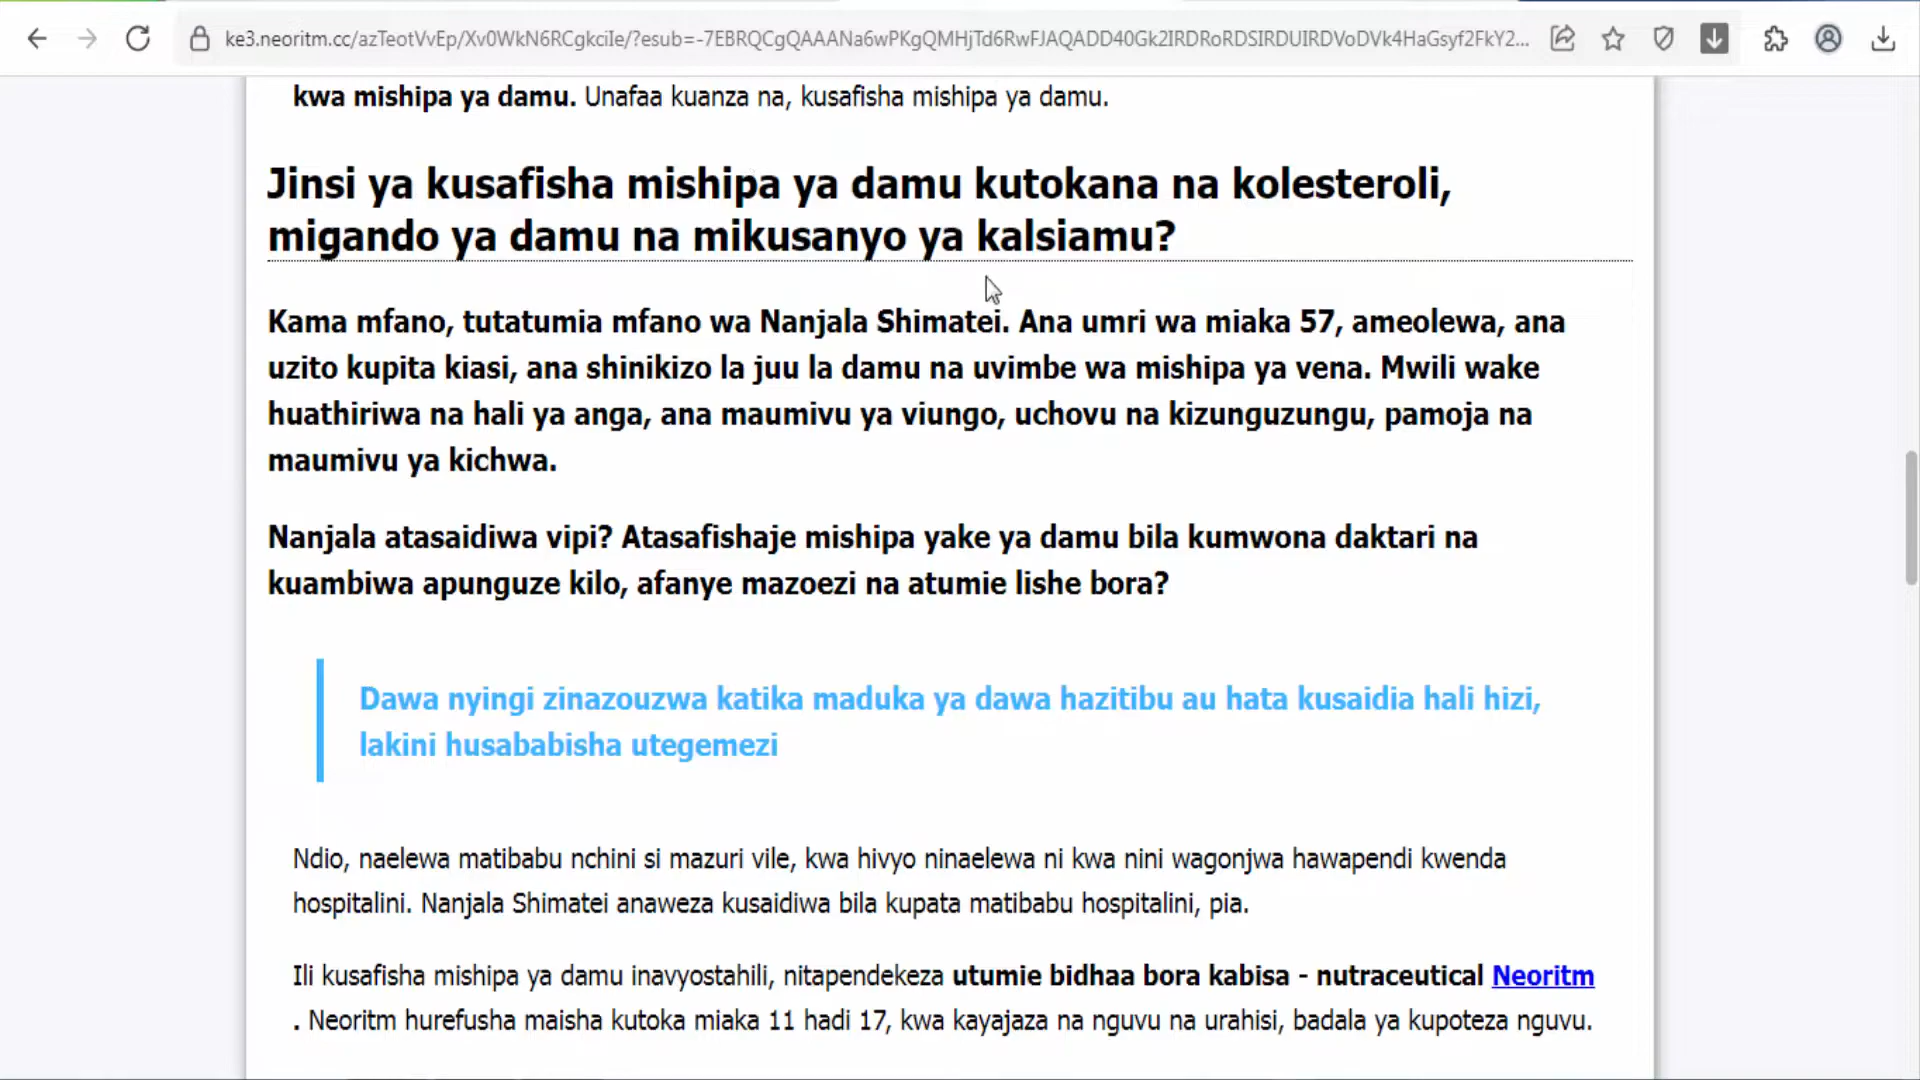 ke3.neoritm.cc/azTeotVvEp/Xv0WkN6RCgkciIe/?esub=-7EBRQCgQAAANa6wPKgQMHjTd6RwFJAQADD40Gk2IRDRoRDSIRDUIRDVoDVk4HaGsyf2FkY2...
kwa mishipa ya damu. Unafaa kuanza na, kusafisha mishipa ya damu.
Jinsi ya kusafisha mishipa ya damu kutokana na kolesteroli,
migando ya damu na mikusanyo ya kalsiamu?
Kama mfano, tutatumia mfano wa Nanjala Shimatei. Ana umri wa miaka 57, ameolewa, ana
uzito kupita kiasi, ana shinikizo la juu la damu na uvimbe wa mishipa ya vena. Mwili wake
huathiriwa na hali ya anga, ana maumivu ya viungo, uchovu na kizunguzungu, pamoja na
maumivu ya kichwa.
Nanjala atasaidiwa vipi? Atasafishaje mishipa yake ya damu bila kumwona daktari na
kuambiwa apunguze kilo, afanye mazoezi na atumie lishe bora?
Dawa nyingi zinazouzwa katika maduka ya dawa hazitibu au hata kusaidia hali hizi,
lakini husababisha utegemezi
Ndio, naelewa matibabu nchini si mazuri vile, kwa hivyo ninaelewa ni kwa nini wagonjwa hawapendi kwenda
hospitalini. Nanjala Shimatei anaweza kusaidiwa bila kupata matibabu hospitalini, pia.
Ili kusafisha mishipa ya damu inavyostahili, nitapendekeza utumie bidhaa bora kabisa - nutraceutical Neoritm
. Neoritm hurefusha maisha kutoka miaka 11 hadi 17, kwa kayajaza na nguvu na urahisi, badala ya kupoteza nguvu.